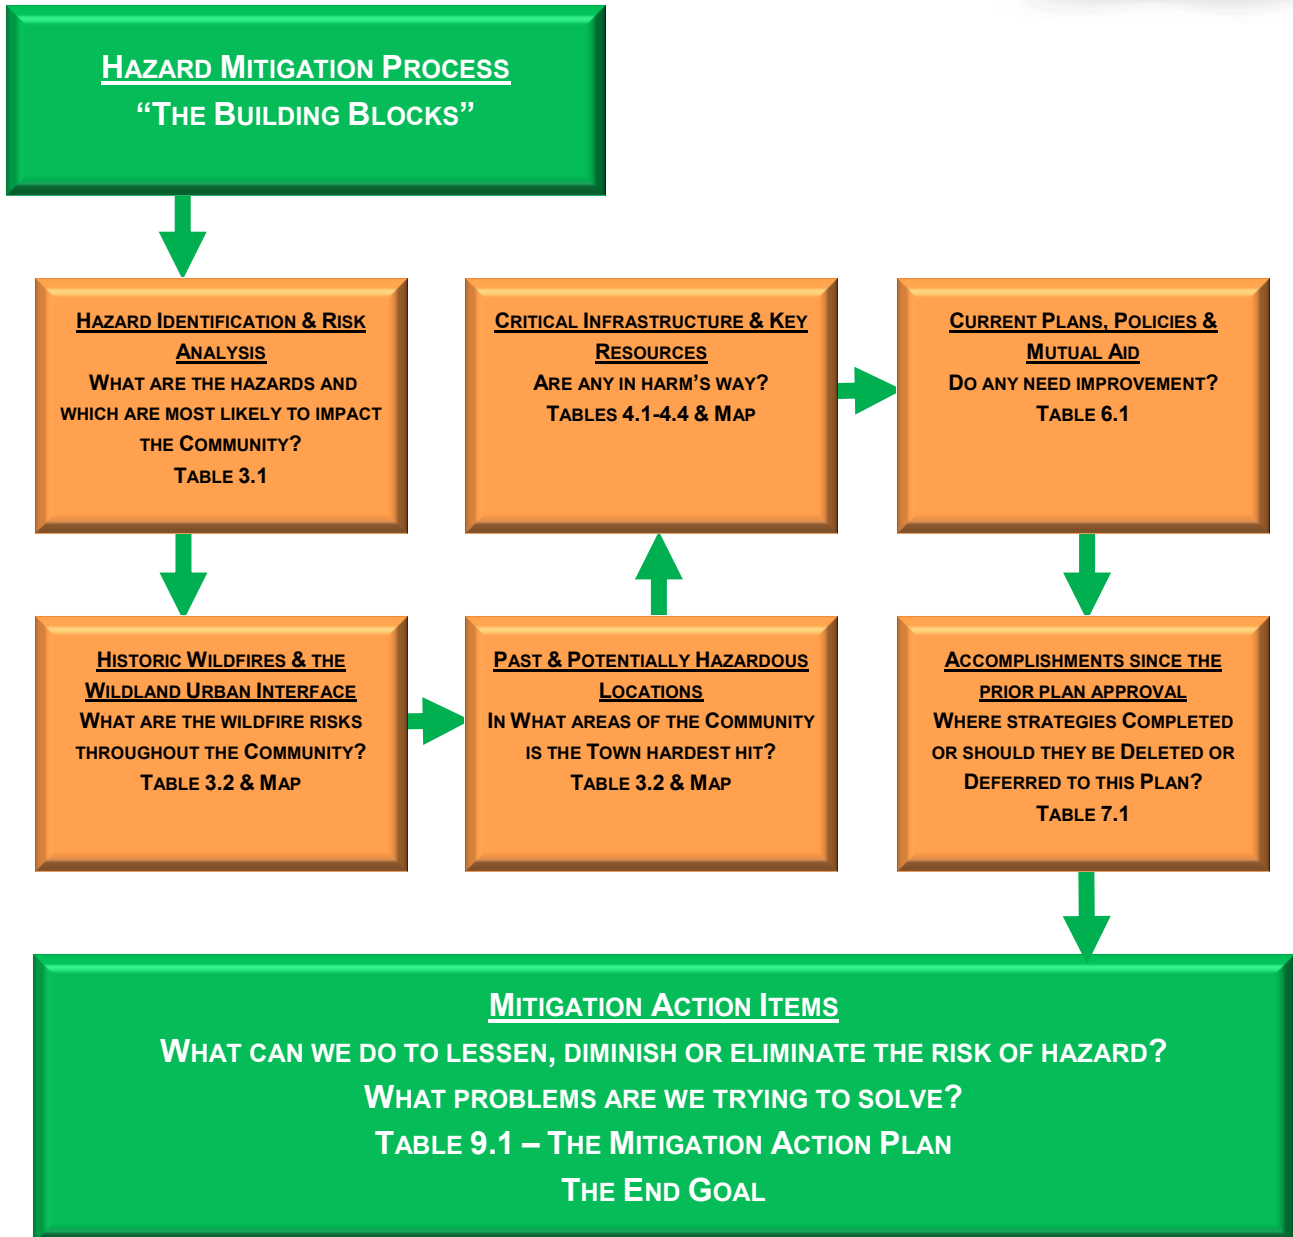 HAZARD MITIGATION PROCESS
“THE BUILDING BLOCKS”
HAZARD IDENTIFICATION & RISK
ANALYSIS
WHAT ARE THE HAZARDS AND
WHICH ARE MOST LIKELY TO IMPACT
THE COMMUNITY?
TABLE 3.1
HISTORIC WILDFIRES & THE
WILDLAND URBAN INTERFACE
WHAT ARE THE WILDFIRE RISKS
THROUGHOUT THE COMMUNITY?
TABLE 3.2 & MAP
PAST & POTENTIALLY HAZARDOUS
LOCATIONS
IN WHAT AREAS OF THE COMMUNITY
IS THE TOWN HARDEST HIT?
TABLE 3.2 & MAP
CRITICAL INFRASTRUCTURE & KEY
RESOURCES
ARE ANY IN HARM’S WAY?
TABLES 4.1-4.4 & MAP
CURRENT PLANS, POLICIES &
MUTUAL AID
DO ANY NEED IMPROVEMENT?
TABLE 6.1
ACCOMPLISHMENTS SINCE THE
PRIOR PLAN APPROVAL
WHERE STRATEGIES COMPLETED
OR SHOULD THEY BE DELETED OR
DEFERRED TO THIS PLAN?
TABLE 7.1
MITIGATION ACTION ITEMS
WHAT CAN WE DO TO LESSEN, DIMINISH OR ELIMINATE THE RISK OF HAZARD?
WHAT PROBLEMS ARE WE TRYING TO SOLVE?
TABLE 9.1 – THE MITIGATION ACTION PLAN
THE END GOAL